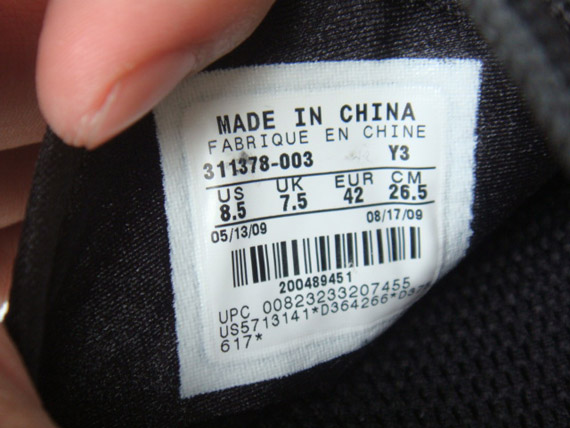 MADE IN CHINA
FABRIQUE EN CHINE
311378-003 Y3
US UK EUR CM
8.5 7.5 42 26.5
05/13/09 08/17/09
200489451
UPC 00823233207455
US5713141*D364266*
617*